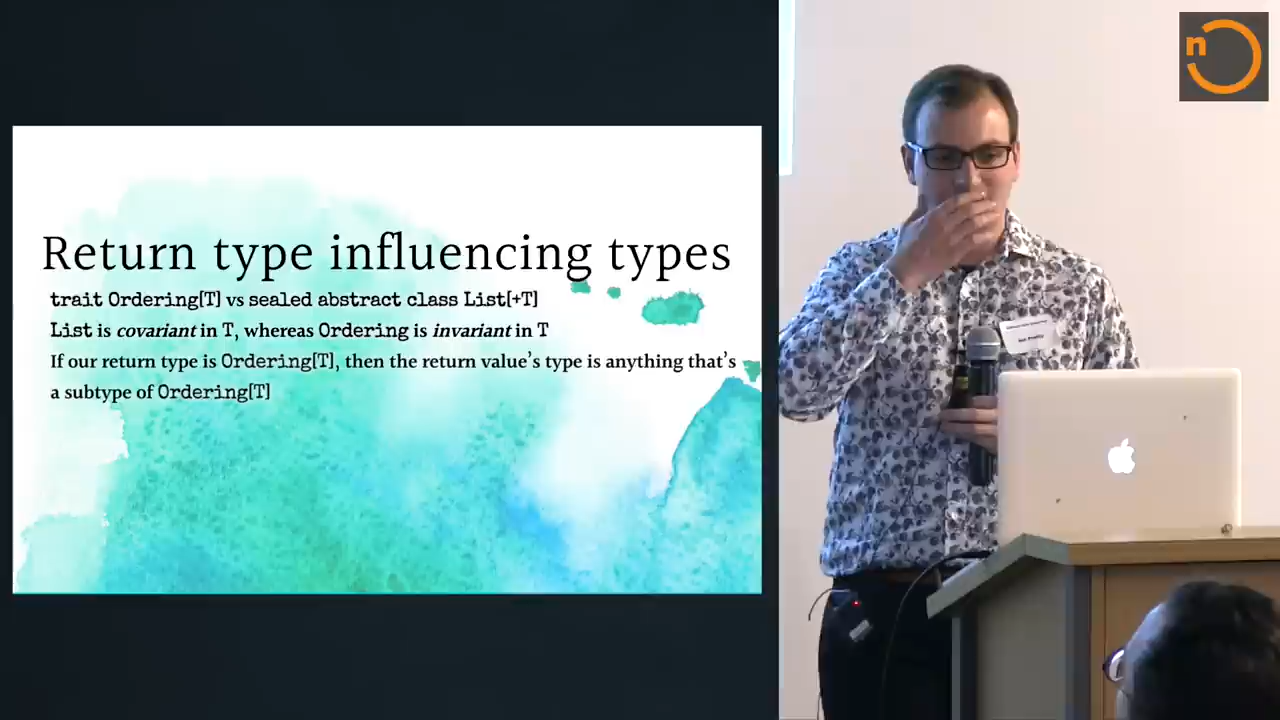 Return type influencing types
trait Ordering[T] vs sealed abstract class List[+T]
List is covariant in T, whereas Ordering is invariant in T
If our return type is Ordering[T], then the return value’s type is anything that’s
a subtype of Ordering[T]
n